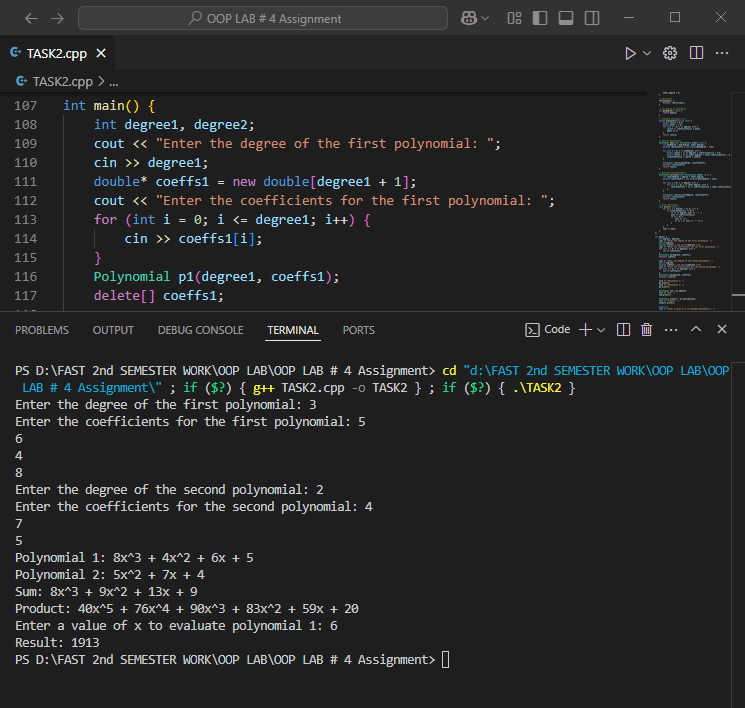 OOP LAB # 4 Assignment
TASK2.cpp
TASK2.cpp > ...
107 int main() {
108 int degree1, degree2;
109 cout << "Enter the degree of the first polynomial: ";
110 cin >> degree1;
111 double* coeffs1 = new double[degree1 + 1];
112 cout << "Enter the coefficients for the first polynomial: ";
113 for (int i = 0; i <= degree1; i++) {
114 cin >> coeffs1[i];
115 }
116 Polynomial p1(degree1, coeffs1);
117 delete[] coeffs1;
PROBLEMS OUTPUT DEBUG CONSOLE TERMINAL PORTS Code
PS D:\FAST 2nd SEMESTER WORK\OOP LAB\OOP LAB # 4 Assignment> cd "d:\FAST 2nd SEMESTER WORK\OOP LAB\OOP
LAB # 4 Assignment\" ; if ($?) { g++ TASK2.cpp -o TASK2 } ; if ($?) { .\TASK2 }
Enter the degree of the first polynomial: 3
Enter the coefficients for the first polynomial: 5
6
4
8
Enter the degree of the second polynomial: 2
Enter the coefficients for the second polynomial: 4
7
5
Polynomial 1: 8x^3 + 4x^2 + 6x + 5
Polynomial 2: 5x^2 + 7x + 4
Sum: 8x^3 + 9x^2 + 13x + 9
Product: 40x^5 + 76x^4 + 90x^3 + 83x^2 + 59x + 20
Enter a value of x to evaluate polynomial 1: 6
Result: 1913
PS D:\FAST 2nd SEMESTER WORK\OOP LAB\OOP LAB # 4 Assignment>